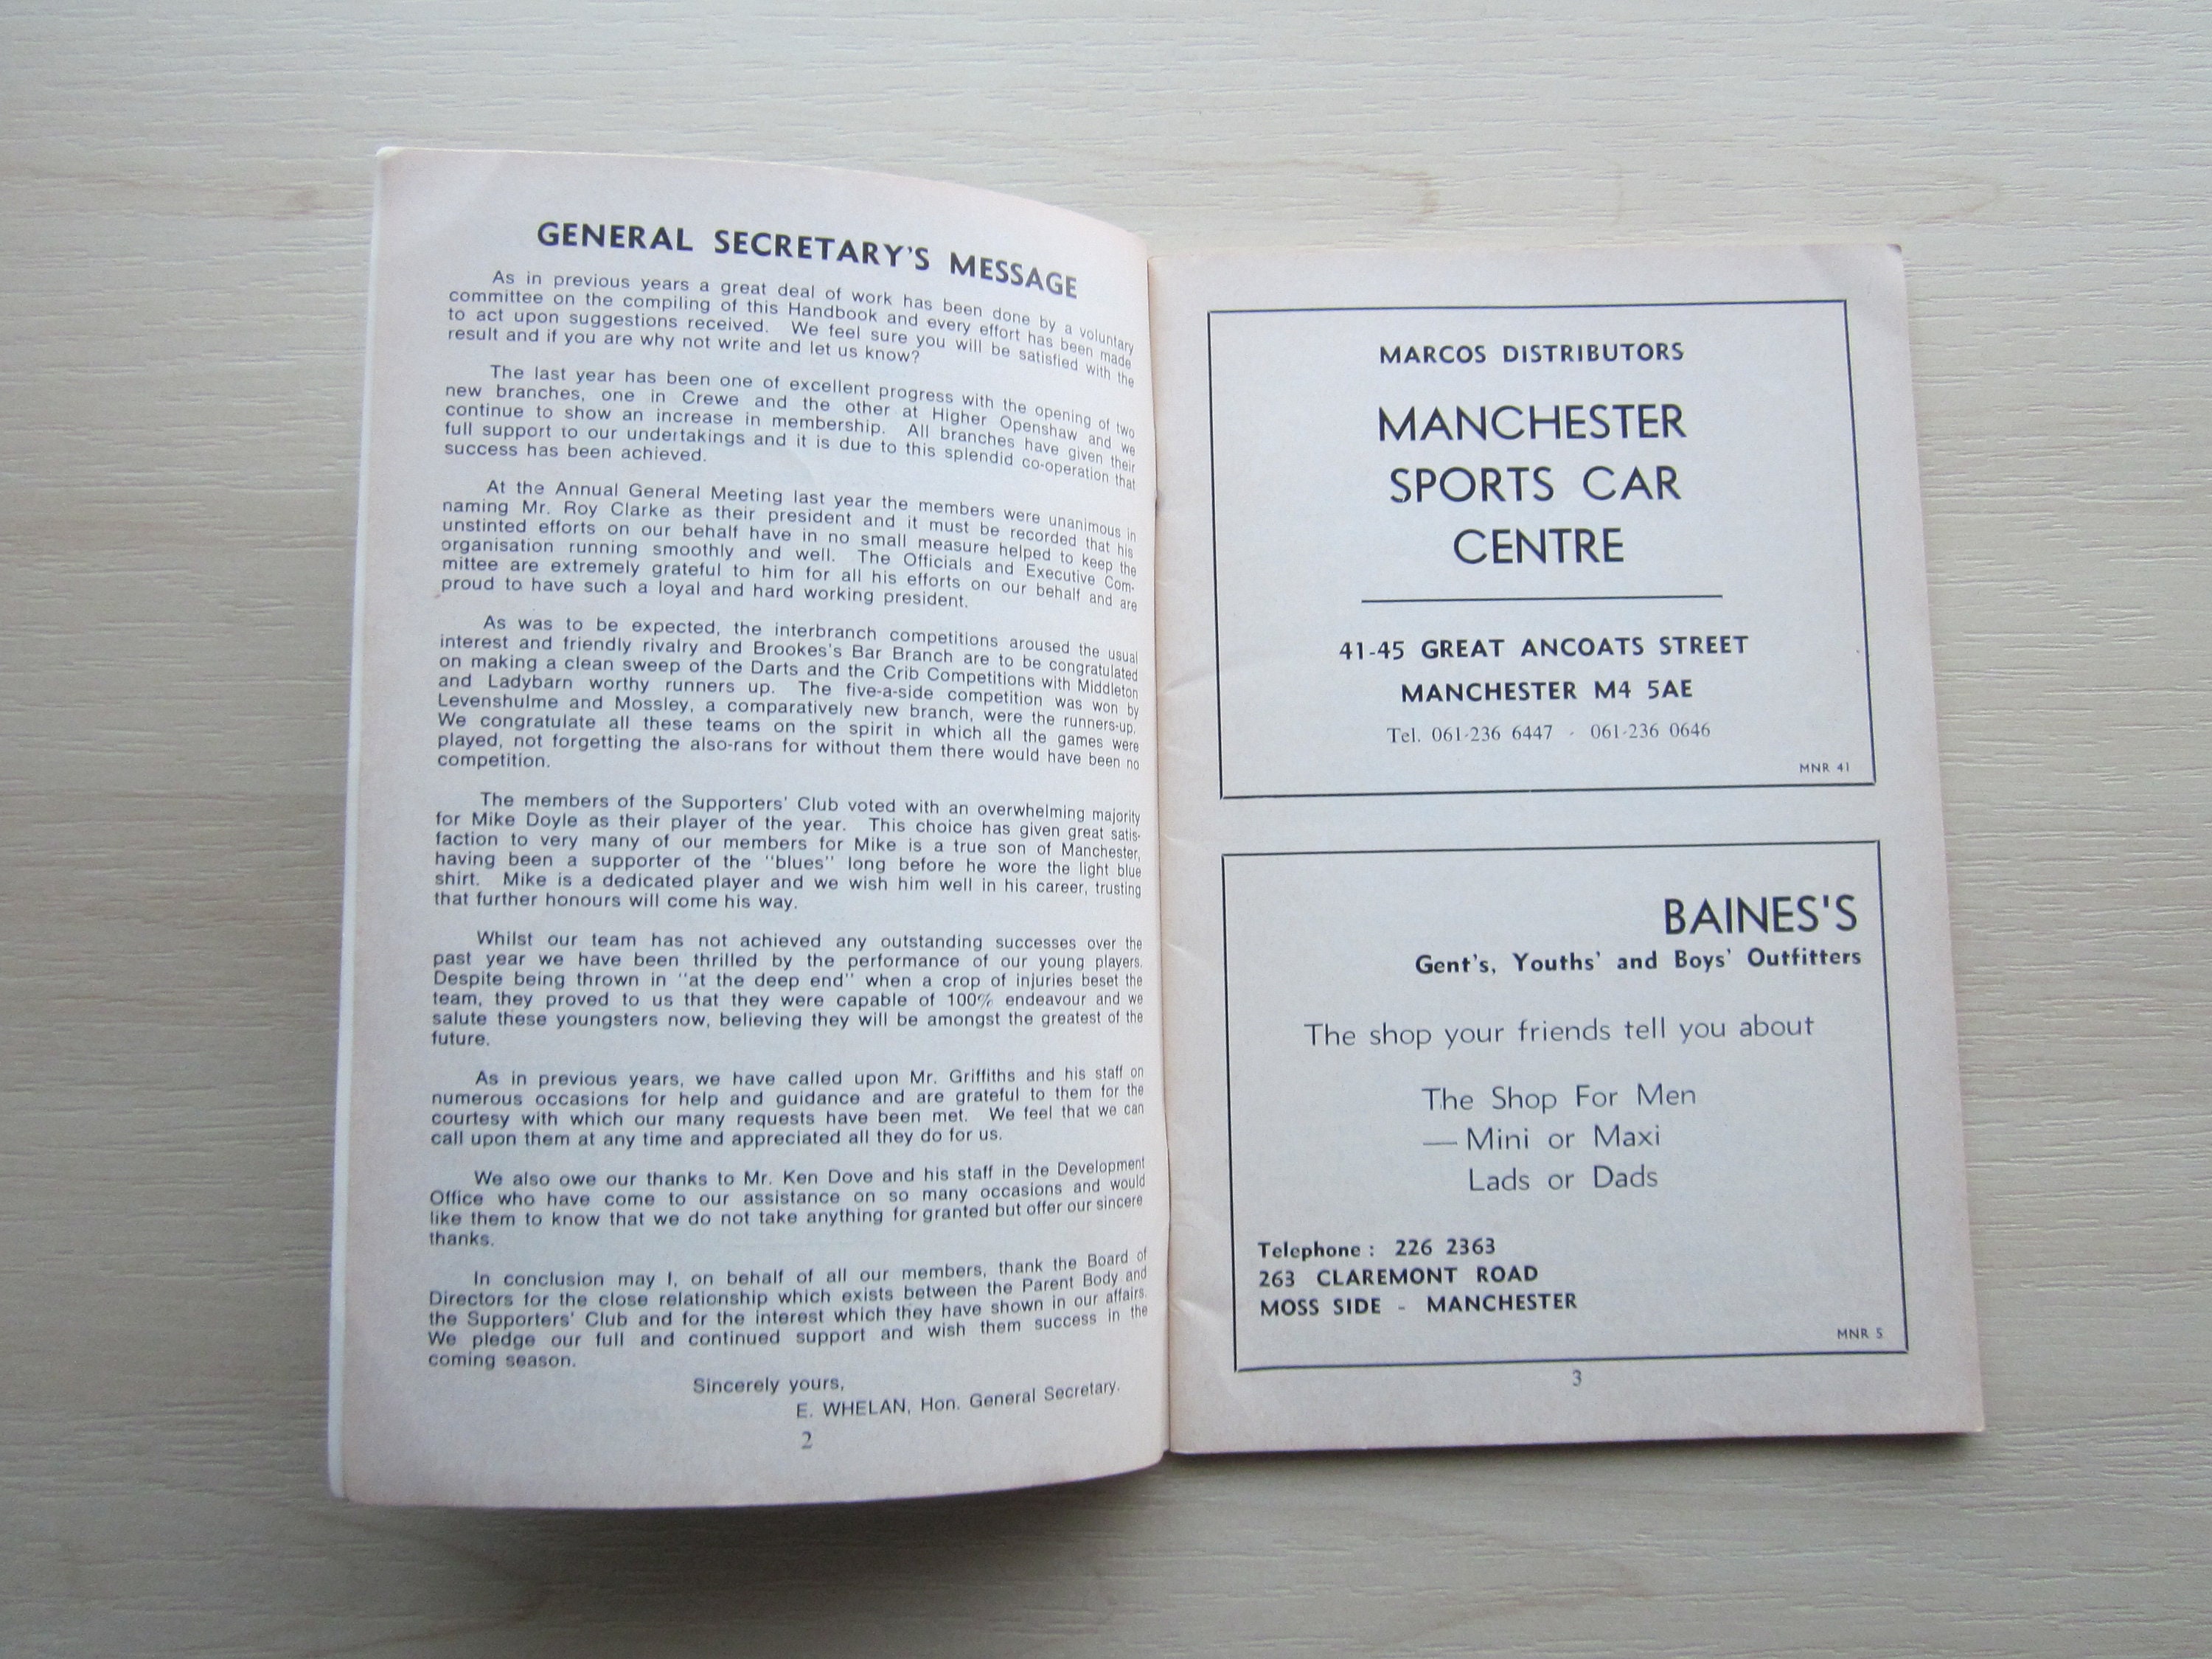 GENERAL SECRETARY'S MESSAGE
As in previous years a great deal of work has been done by a voluntary
committee on the compiling of this Handbook and every effort has been made
to act upon suggestions received. We feel sure you will be satisfied with the
result and if you are why not write and let us know?
The last year has been one of excellent progress with the opening of two
new branches, one in Crewe and the other at Higher Openshaw and we
continue to show an increase in membership. All branches have given their
full support to our undertakings and it is due to this splendid co-operation that
success has been achieved.
At the Annual General Meeting last year the members were unanimous in
naming Mr. Roy Clarke as their president and it must be recorded that his
unstinted efforts on our behalf have in no small measure helped to keep the
organisation running smoothly and well. The Officials and Executive Com-
mittee are extremely grateful to him for all his efforts on our behalf and are
proud to have such a loyal and hard working president.
As was to be expected, the interbranch competitions aroused the usual
interest and friendly rivalry and Brookes's Bar Branch are to be congratulated
on making a clean sweep of the Darts and the Crib Competitions with Middleton
and Ladybarn worthy runners up. The five-a-side competition was won by
Levenshulme and Mossley, a comparatively new branch, were the runners-up.
We congratulate all these teams on the spirit in which all the games were
played, not forgetting the also-rans for without them there would have been no
competition.
The members of the Supporters' Club voted with an overwhelming majority
for Mike Doyle as their player of the year. This choice has given great satis-
faction to very many of our members for Mike is a true son of Manchester,
having been a supporter of the "blues" long before he wore the light blue
shirt. Mike is a dedicated player and we wish him well in his career, trusting
that further honours will come his way.
Whilst our team has not achieved any outstanding successes over the
past year we have been thrilled by the performance of our young players.
Despite being thrown in "at the deep end" when a crop of injuries beset the
team, they proved to us that they were capable of 100% endeavour and we
salute these youngsters now, believing they will be amongst the greatest of the
future.
As in previous years, we have called upon Mr. Griffiths and his staff on
numerous occasions for help and guidance and are grateful to them for the
courtesy with which our many requests have been met. We feel that we can
call upon them at any time and appreciated all they do for us.
We also owe our thanks to Mr. Ken Dove and his staff in the Development
Office who have come to our assistance on so many occasions and would
like them to know that we do not take anything for granted but offer our sincere
thanks.
In conclusion may I, on behalf of all our members, thank the Board of
Directors for the close relationship which exists between the Parent Body and
the Supporters' Club and for the interest which they have shown in our affairs.
We pledge our full and continued support and wish them success in the
coming season.
Sincerely yours,
E. WHELAN, Hon. General Secretary.
2
MARCOS DISTRIBUTORS
MANCHESTER
SPORTS CAR
CENTRE
41-45 GREAT ANCOATS STREET
MANCHESTER M4 5AE
Tel. 061-236 6447 - 061-236 0646
MNR 41
BAINES'S
Gent's, Youths' and Boys' Outfitters
The shop your friends tell you about
The Shop For Men
— Mini or Maxi
Lads or Dads
Telephone : 226 2363
263 CLAREMONT ROAD
MOSS SIDE - MANCHESTER
MNR 5
3